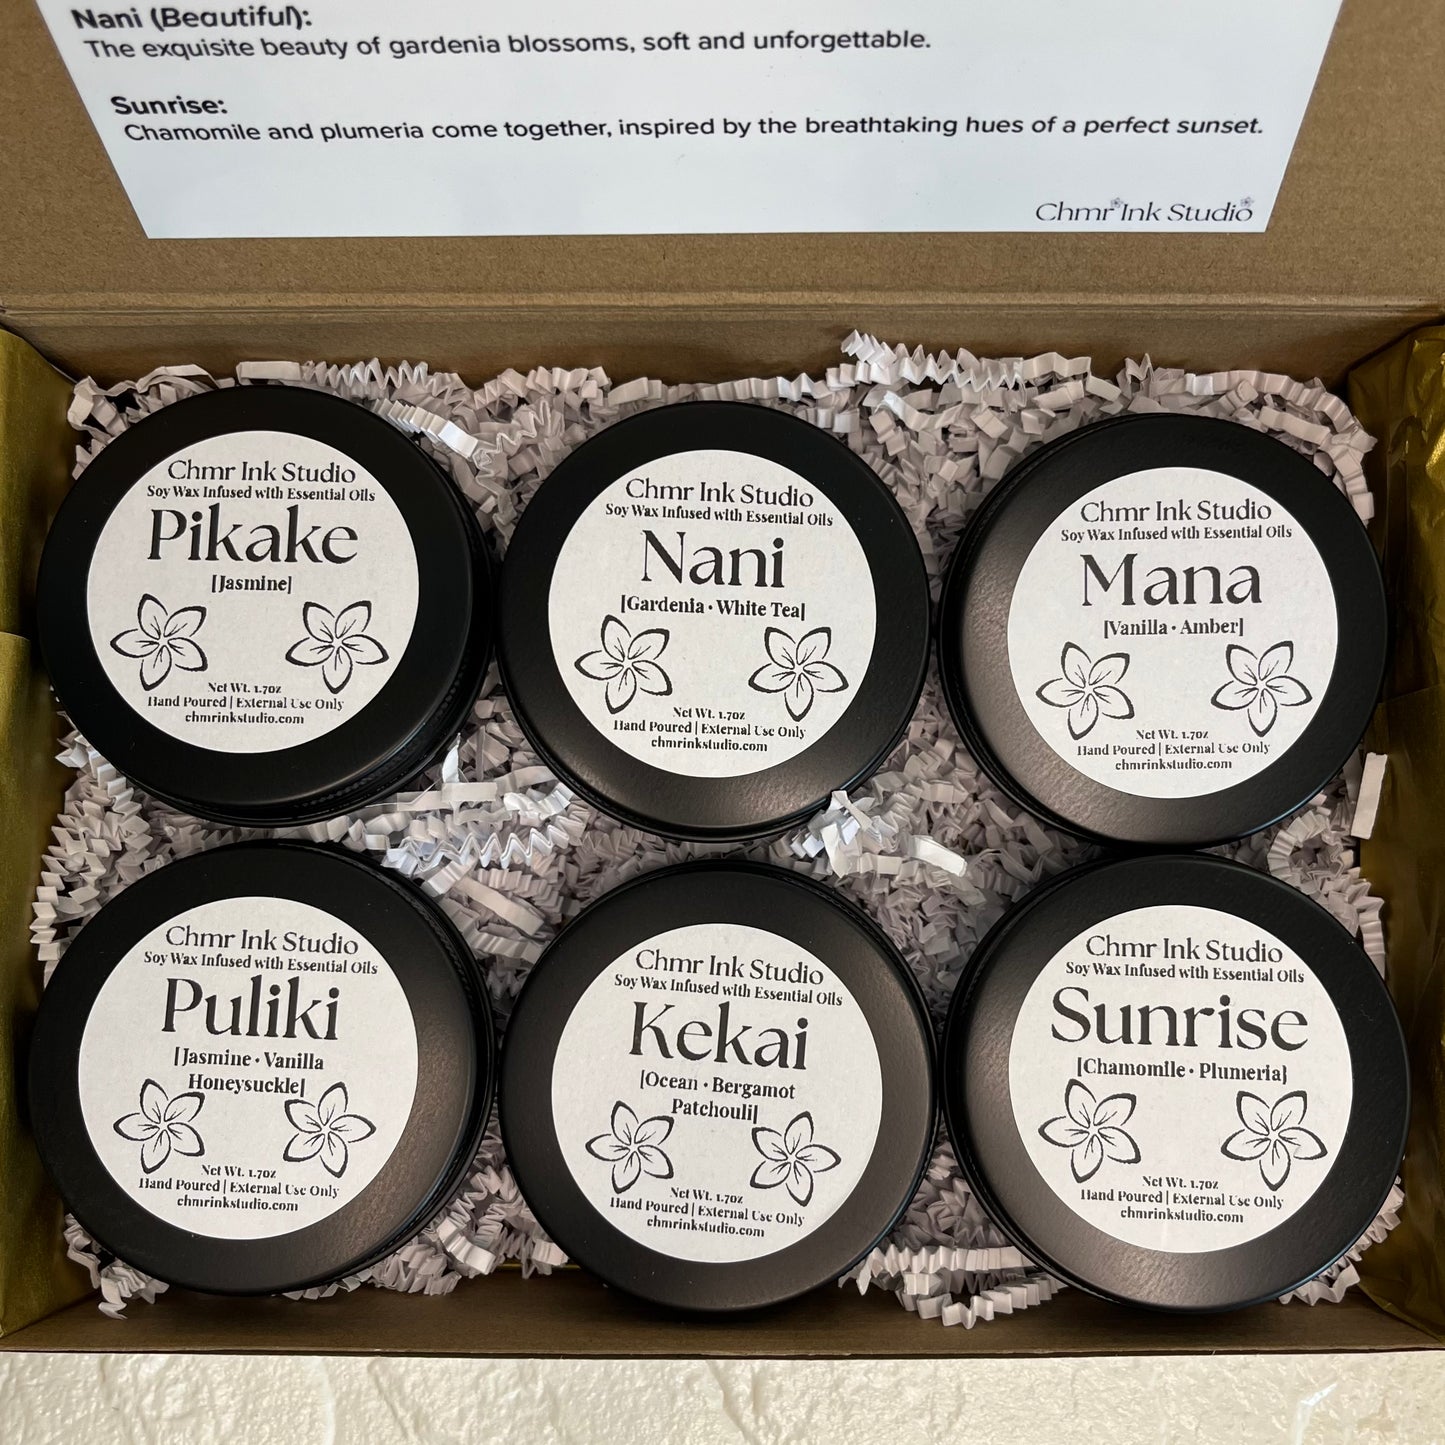 Nani (Beautiful):
The exquisite beauty of gardenia blossoms, soft and unforgettable.
Sunrise:
Chamomile and plumeria come together, inspired by the breathtaking hues of a perfect sunset.
Chmr Ink Studio
Chmr Ink Studio
Soy Wax Infused with Essential Oils
Pikake
[Jasmine]
Net Wt. 1.7oz
Hand Poured | External Use Only
chmrinkstudio.com
Chmr Ink Studio
Soy Wax Infused with Essential Oils
Nani
[Gardenia • White Tea]
Net Wt. 1.7oz
Hand Poured | External Use Only
chmrinkstudio.com
Chmr Ink Studio
Soy Wax Infused with Essential Oils
Mana
[Vanilla • Amber]
Net Wt. 1.7oz
Hand Poured | External Use Only
chmrinkstudio.com
Chmr Ink Studio
Soy Wax Infused with Essential Oils
Puliki
[Jasmine • Vanilla
Honeysuckle]
Net Wt. 1.7oz
Hand Poured | External Use Only
chmrinkstudio.com
Chmr Ink Studio
Soy Wax Infused with Essential Oils
Kekai
[Ocean • Bergamot
Patchouli]
Net Wt. 1.7oz
Hand Poured | External Use Only
chmrinkstudio.com
Chmr Ink Studio
Soy Wax Infused with Essential Oils
Sunrise
[Chamomile • Plumeria]
Net Wt. 1.7oz
Hand Poured | External Use Only
chmrinkstudio.com